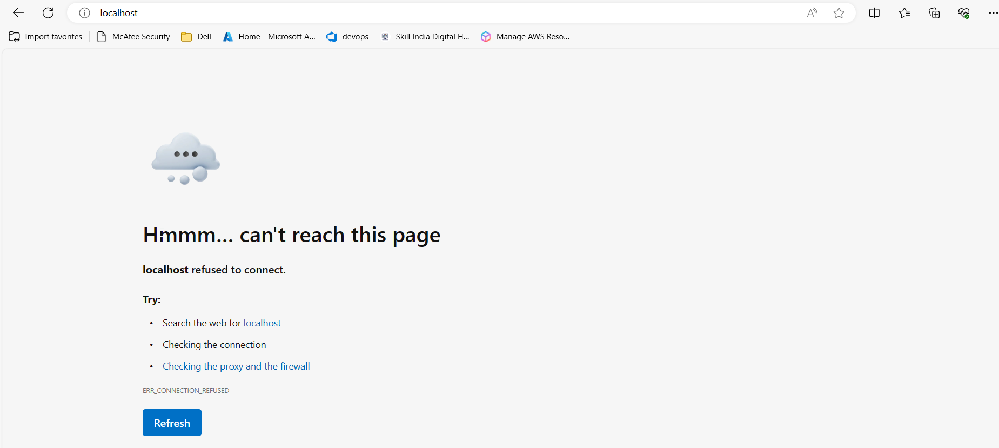 localhost
Import favorites McAfee Security Dell Home - Microsoft A... devops Skill India Digital H... Manage AWS Reso...
Hmmm... can't reach this page
localhost refused to connect.
Try:
• Search the web for localhost
• Checking the connection
• Checking the proxy and the firewall
ERR_CONNECTION_REFUSED
Refresh